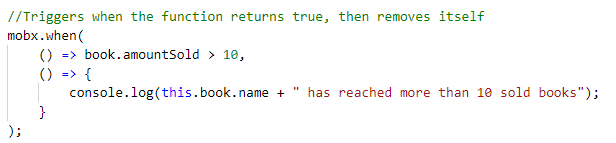 //Triggers when the function returns true, then removes itself
mobx.when(
    () => book.amountSold > 10,
    () => {
        console.log(this.book.name + " has reached more than 10 sold books");
    }
);